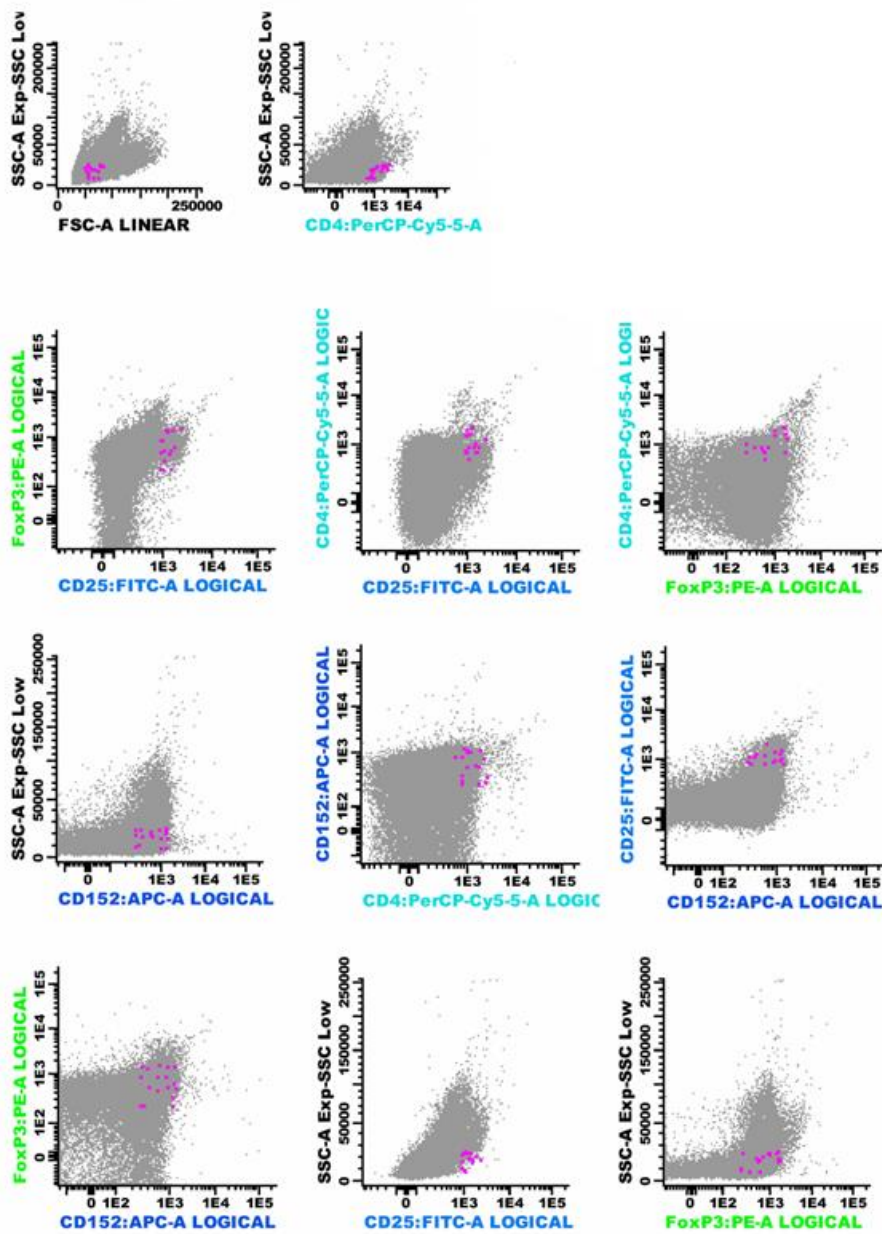 SSC-A Exp-SSC Low
200000
50000
0
0
250000
FSC-A LINEAR
SSC-A Exp-SSC Low
200000
50000
0
0
1E3
1E4
CD4:PerCP-Cy5-5-A
FoxP3:PE-A LOGICAL
1E5
1E4
1E3
1E2
0
0
1E3
1E4
1E5
CD25:FITC-A LOGICAL
CD4:PerCP-Cy5-5-A LOGIC
1E5
1E4
1E3
0
0
1E3
1E4
1E5
CD25:FITC-A LOGICAL
CD4:PerCP-Cy5-5-A LOGI
1E5
1E4
1E3
0
0
1E2
1E3
1E4
1E5
FoxP3:PE-A LOGICAL
SSC-A Exp-SSC Low
250000
150000
50000
0
0
1E3
1E4
1E5
CD152:APC-A LOGICAL
CD152:APC-A LOGICAL
1E5
1E4
1E3
1E2
0
0
1E3
1E4
1E5
CD4:PerCP-Cy5-5-A LOGIC
CD25:FITC-A LOGICAL
1E5
1E4
1E3
0
0
1E2
1E3
1E4
1E5
CD152:APC-A LOGICAL
FoxP3:PE-A LOGICAL
1E5
1E4
1E3
1E2
0
0
1E2
1E3
1E4
1E5
CD152:APC-A LOGICAL
SSC-A Exp-SSC Low
250000
150000
50000
0
0
1E3
1E4
1E5
CD25:FITC-A LOGICAL
SSC-A Exp-SSC Low
250000
150000
50000
0
0
1E2
1E3
1E4
1E5
FoxP3:PE-A LOGICAL